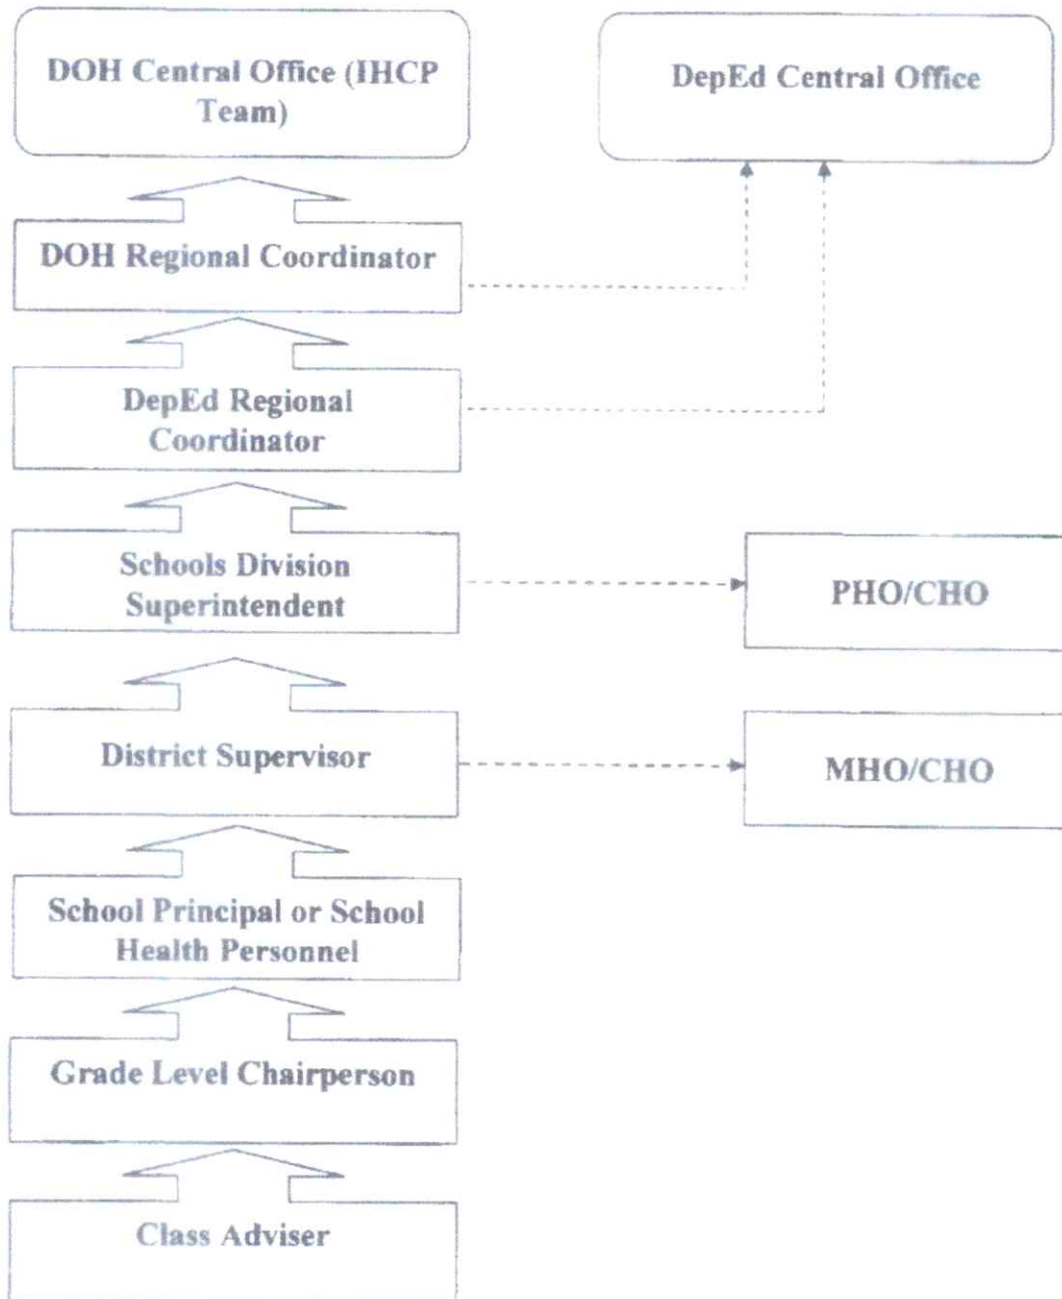 DOH Central Office (IHCP
Team)
DepEd Central Office
DOH Regional Coordinator
DepEd Regional
Coordinator
Schools Division
Superintendent
PHO/CHO
District Supervisor
MHO/CHO
School Principal or School
Health Personnel
Grade Level Chairperson
Class Adviser